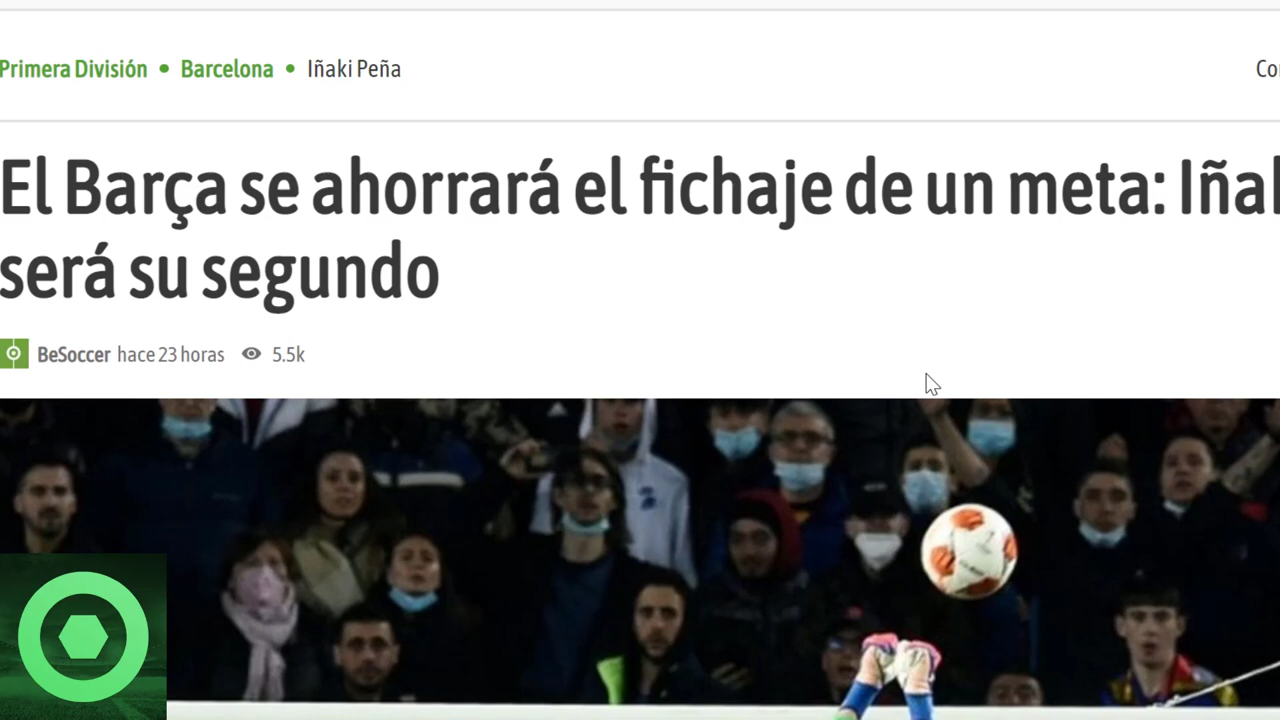 Primera División • Barcelona • Iñaki Peña
El Barça se ahorrará el fichaje de un meta:
será su segundo
BeSoccer hace 23 horas 5.5k